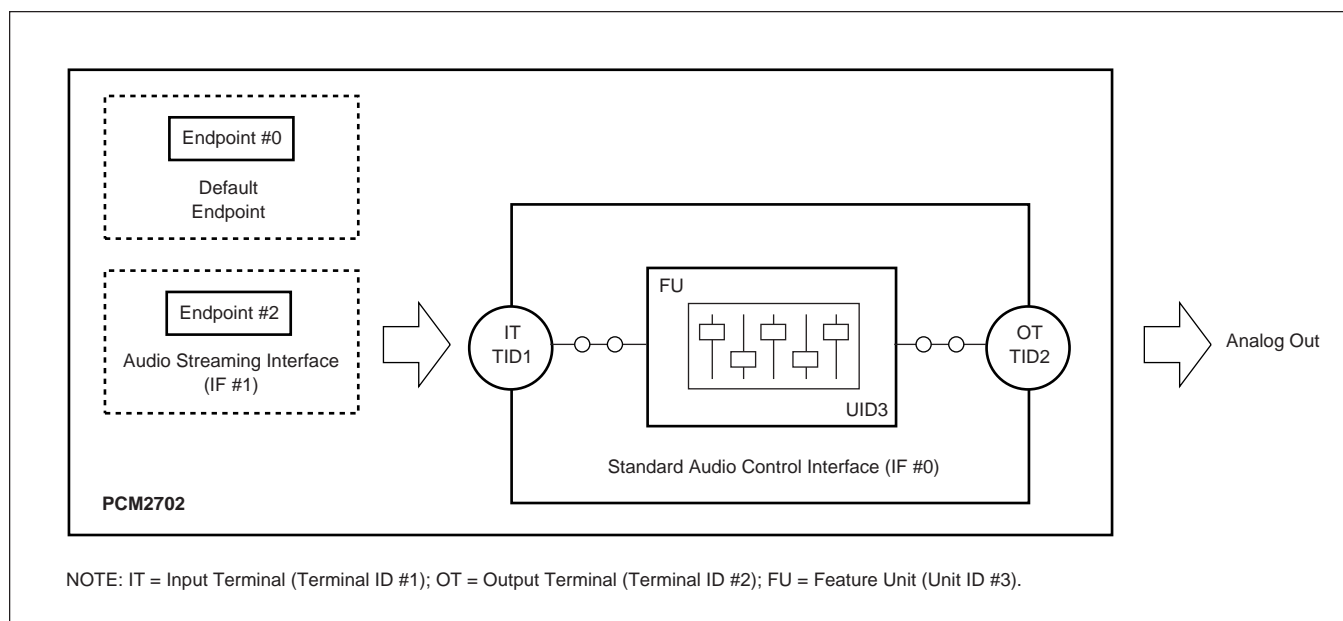 Endpoint #0
Default
Endpoint
Endpoint #2
Audio Streaming Interface
(IF #1)
IT
TID1
FU
UID3
OT
TID2
Standard Audio Control Interface (IF #0)
Analog Out
PCM2702
NOTE: IT = Input Terminal (Terminal ID #1); OT = Output Terminal (Terminal ID #2); FU = Feature Unit (Unit ID #3).